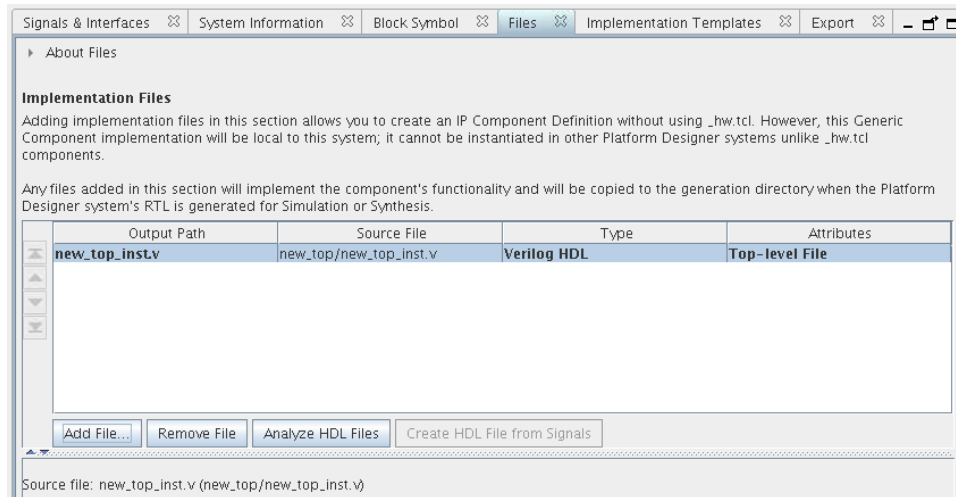 Signals & Interfaces System Information Block Symbol Files Implementation Templates Export
About Files
Implementation Files
Adding implementation files in this section allows you to create an IP Component Definition without using _hw.tcl. However, this Generic
Component implementation will be local to this system; it cannot be instantiated in other Platform Designer systems unlike _hw.tcl
components.
Any files added in this section will implement the component's functionality and will be copied to the generation directory when the Platform
Designer system's RTL is generated for Simulation or Synthesis.
Output Path Source File Type Attributes
new_top_inst.v new_top/new_top_inst.v Verilog HDL Top-level File
Add File... Remove File Analyze HDL Files Create HDL File from Signals
Source file: new_top_inst.v (new_top/new_top_inst.v)